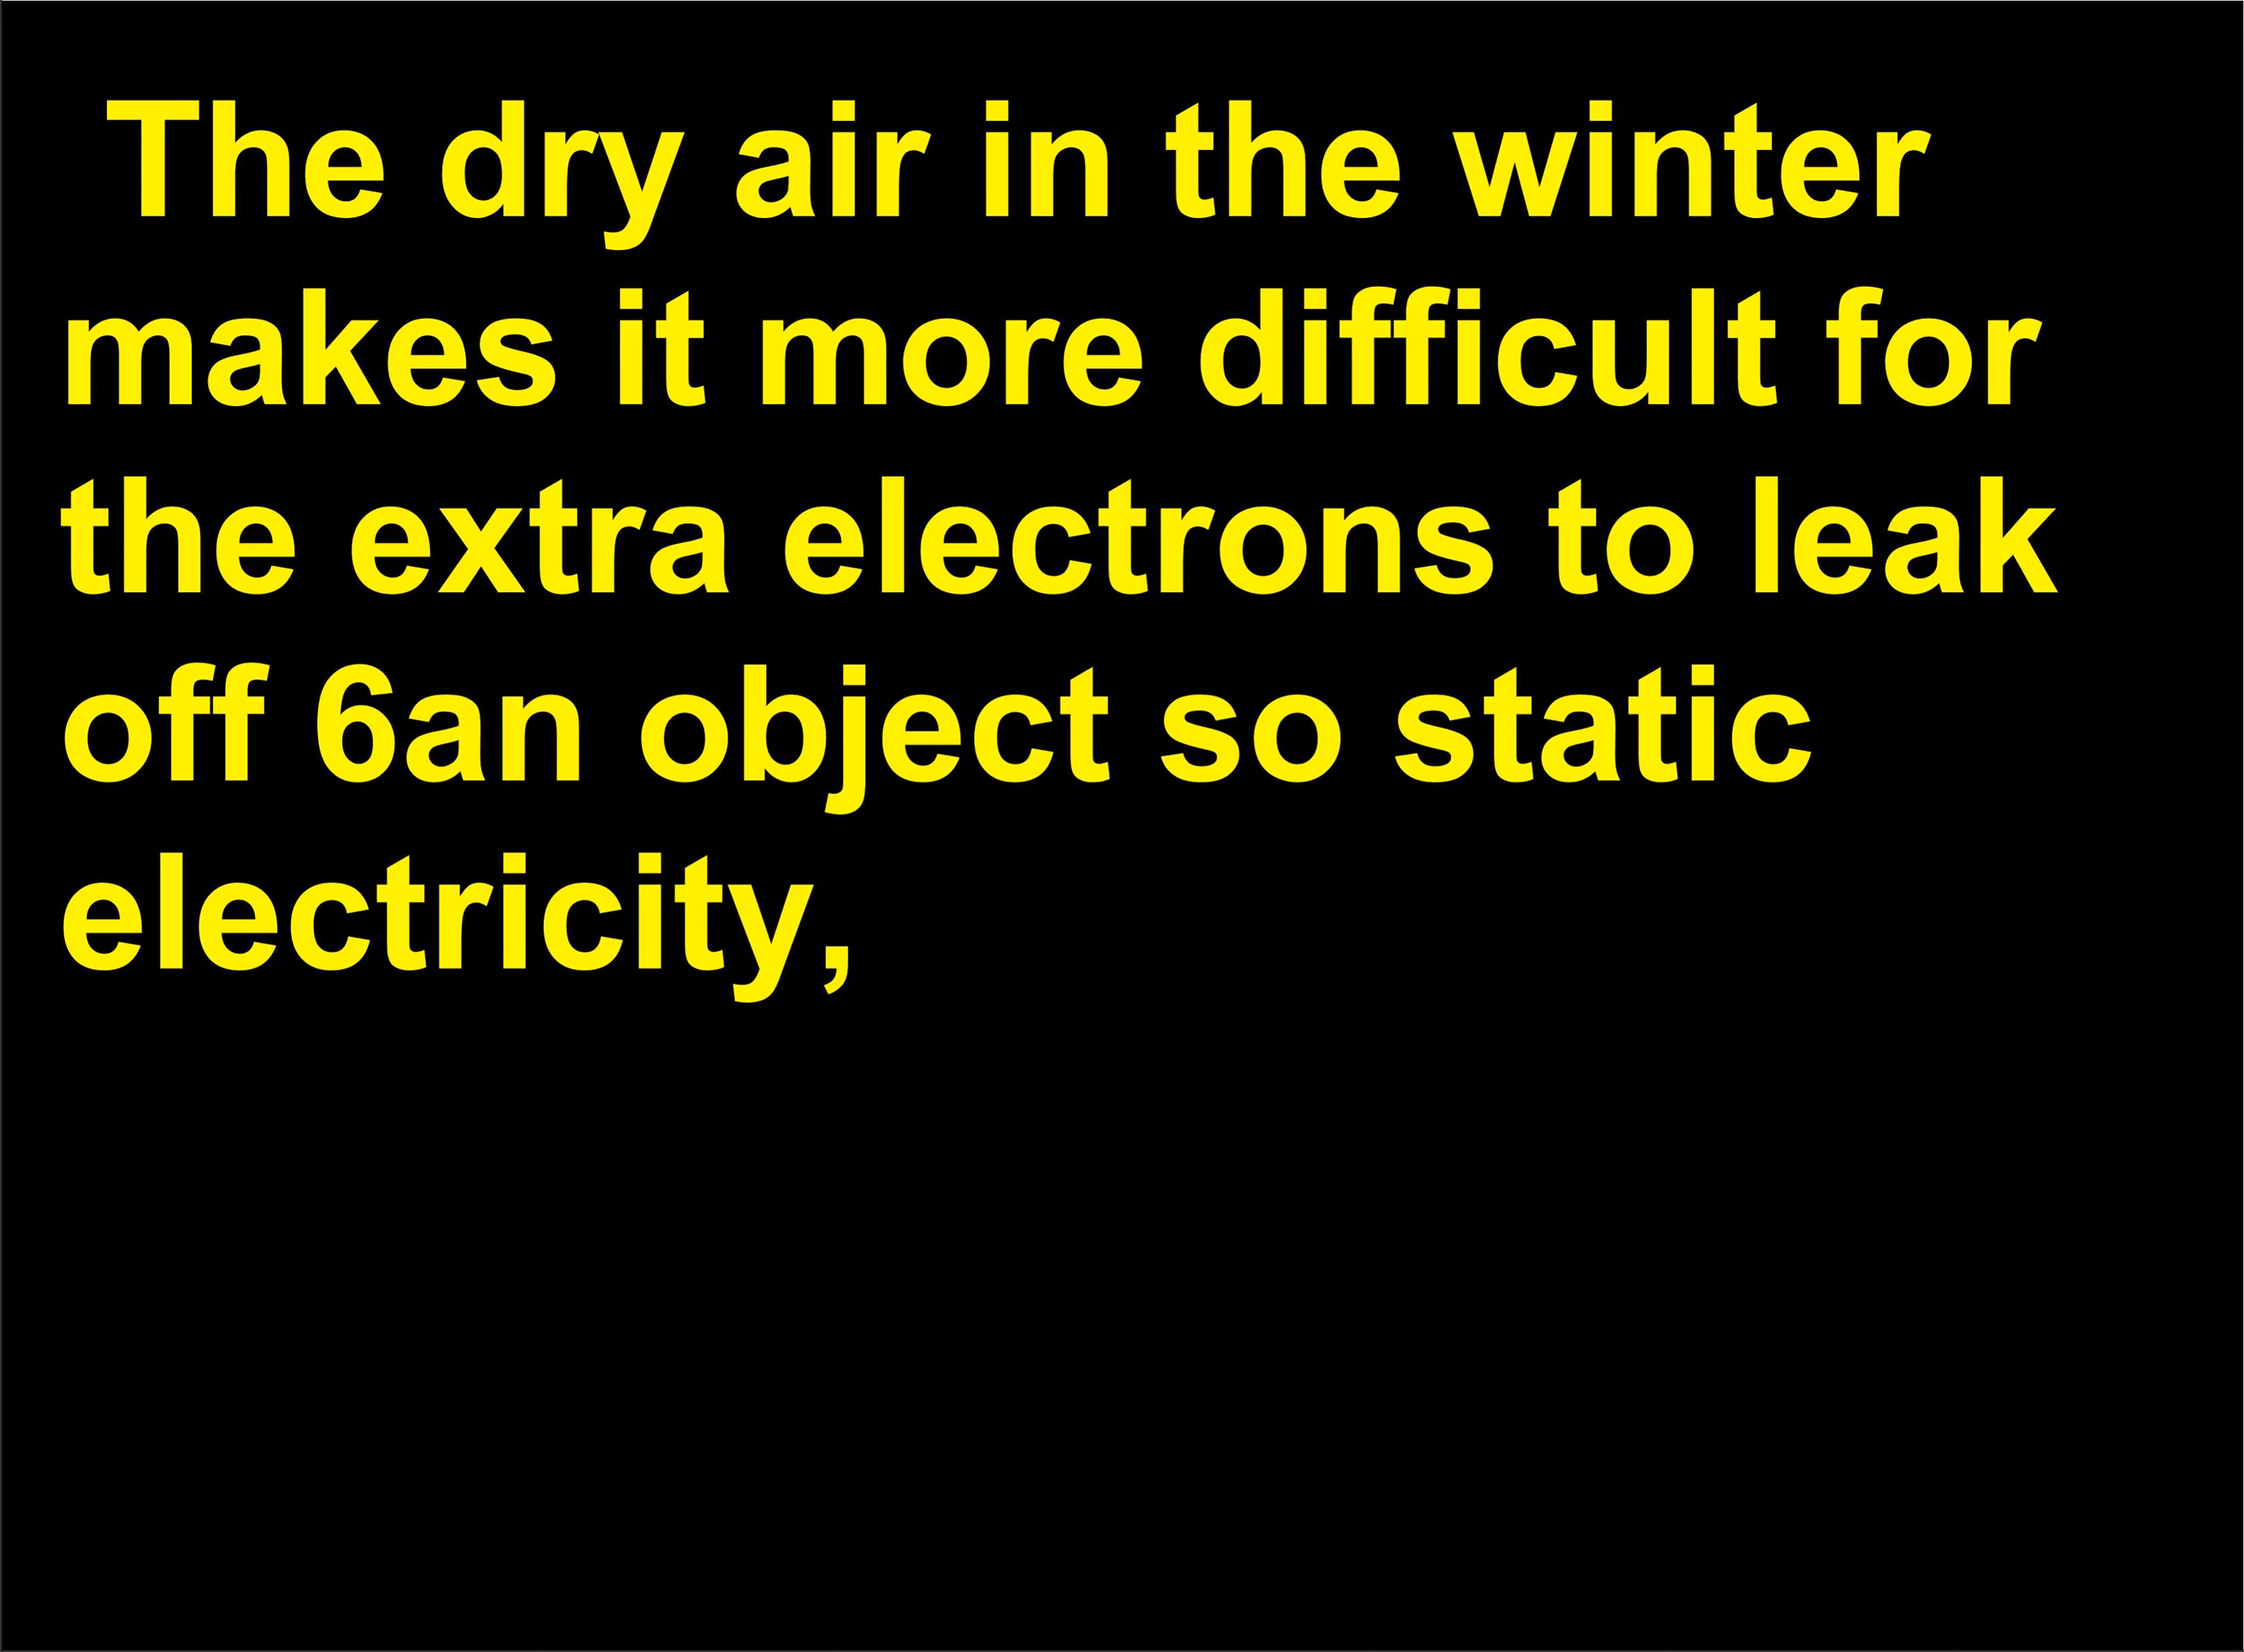 The dry air in the winter
makes it more difficult for
the extra electrons to leak
off 6an object so static
electricity,